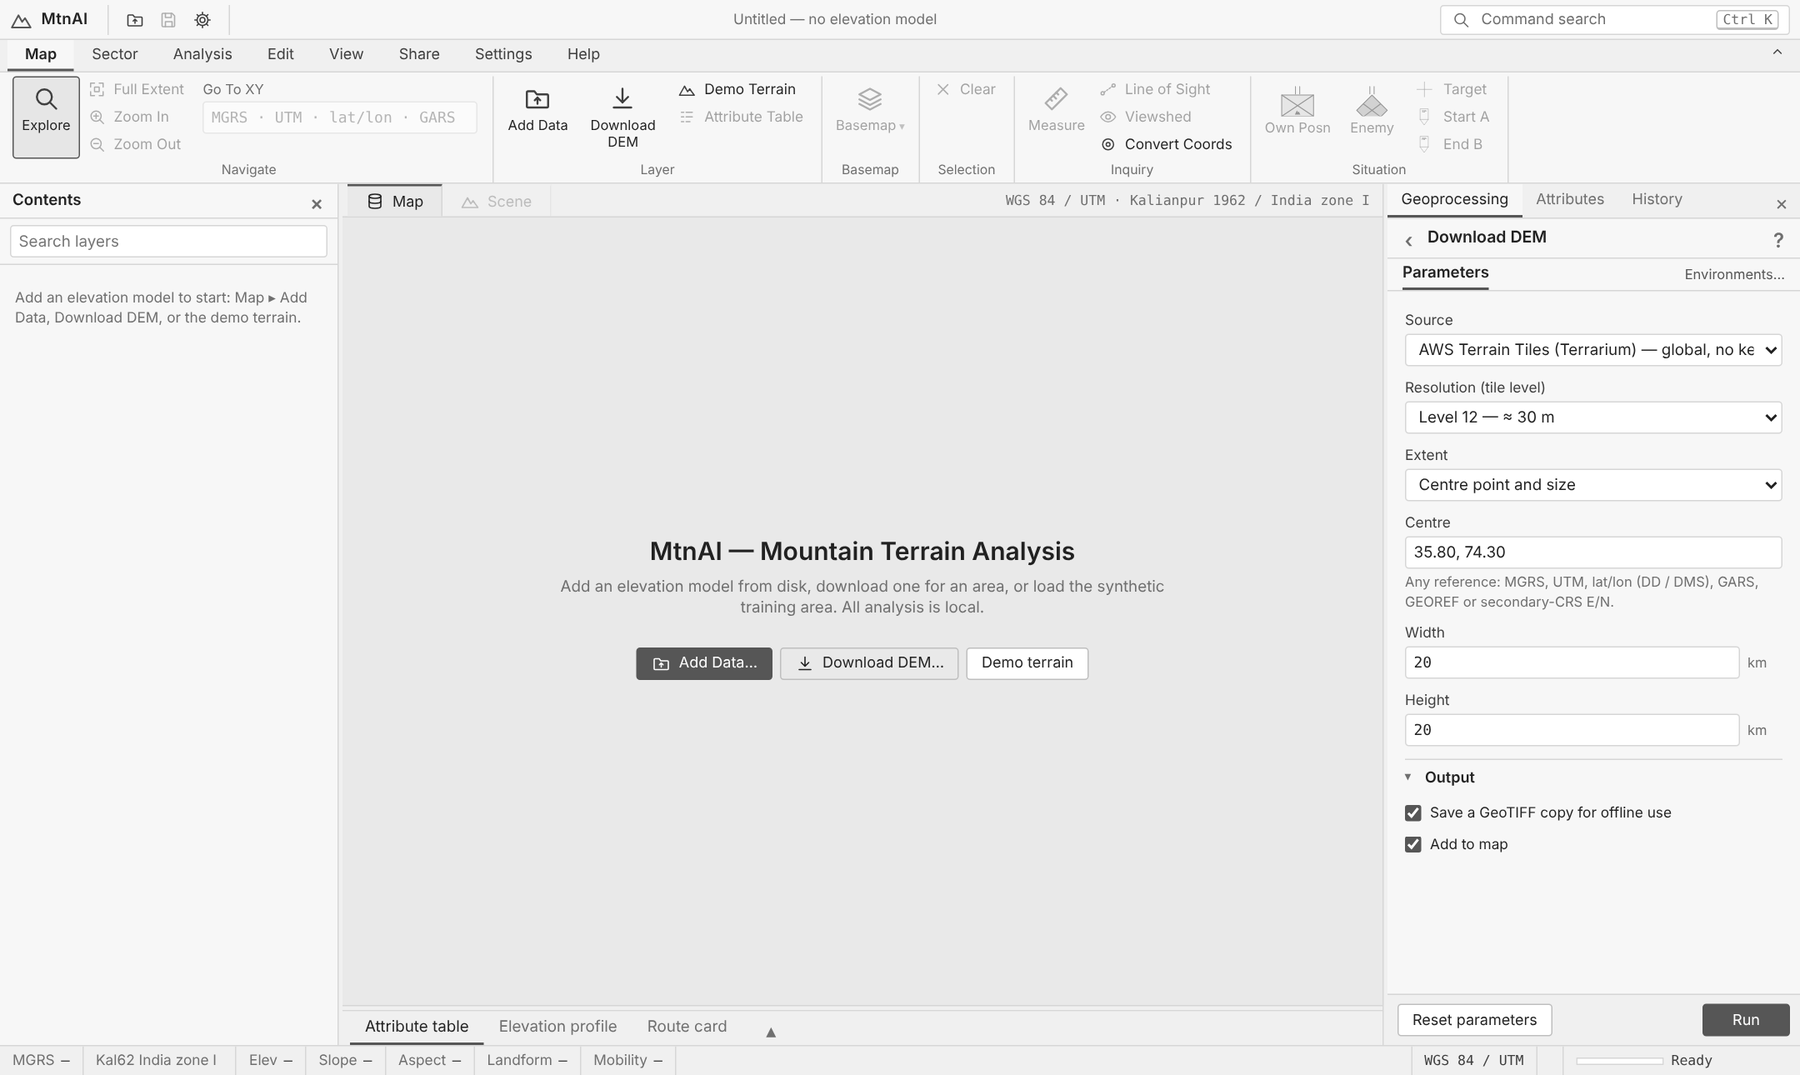 MtnAI
Untitled — no elevation model
Command search
Ctrl K
Map
Sector
Analysis
Edit
View
Share
Settings
Help
Explore
Full Extent
Zoom In
Zoom Out
Go To XY
MGRS · UTM · lat/lon · GARS
Navigate
Add Data
Download
DEM
Demo Terrain
Attribute Table
Layer
Basemap
Basemap
Clear
Selection
Measure
Line of Sight
Viewshed
Convert Coords
Inquiry
Own Posn
Enemy
Target
Start A
End B
Situation
Contents
Search layers
Add an elevation model to start: Map ▸ Add
Data, Download DEM, or the demo terrain.
Map
Scene
WGS 84 / UTM · Kalianpur 1962 / India zone I
MtnAI — Mountain Terrain Analysis
Add an elevation model from disk, download one for an area, or load the synthetic
training area. All analysis is local.
Add Data...
Download DEM...
Demo terrain
Attribute table
Elevation profile
Route card
Geoprocessing
Attributes
History
Download DEM
?
Parameters
Environments...
Source
AWS Terrain Tiles (Terrarium) — global, no ke
Resolution (tile level)
Level 12 — ≈ 30 m
Extent
Centre point and size
Centre
35.80, 74.30
Any reference: MGRS, UTM, lat/lon (DD / DMS), GARS,
GEOREF or secondary-CRS E/N.
Width
20
km
Height
20
km
Output
Save a GeoTIFF copy for offline use
Add to map
Reset parameters
Run
MGRS —
Kal62 India zone I
Elev —
Slope —
Aspect —
Landform —
Mobility —
WGS 84 / UTM
Ready